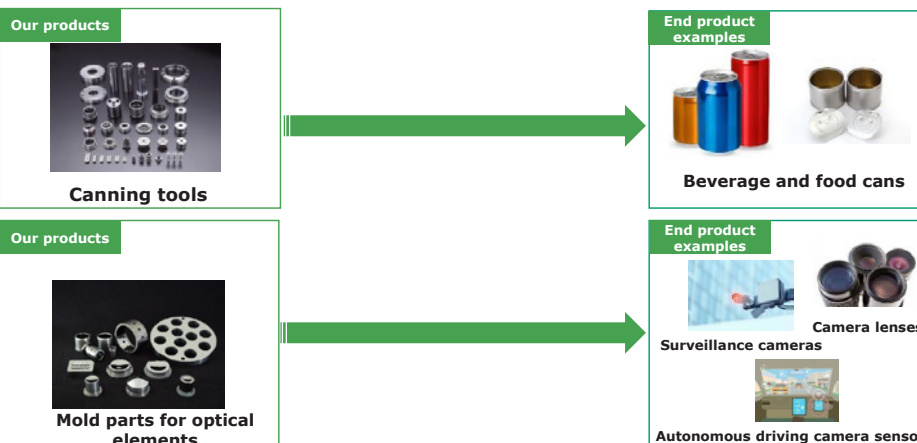 Our products
Canning tools
End product
examples
Beverage and food cans
Our products
Mold parts for optical
elements
End product
examples
Camera lenses
Surveillance cameras
Autonomous driving camera senso